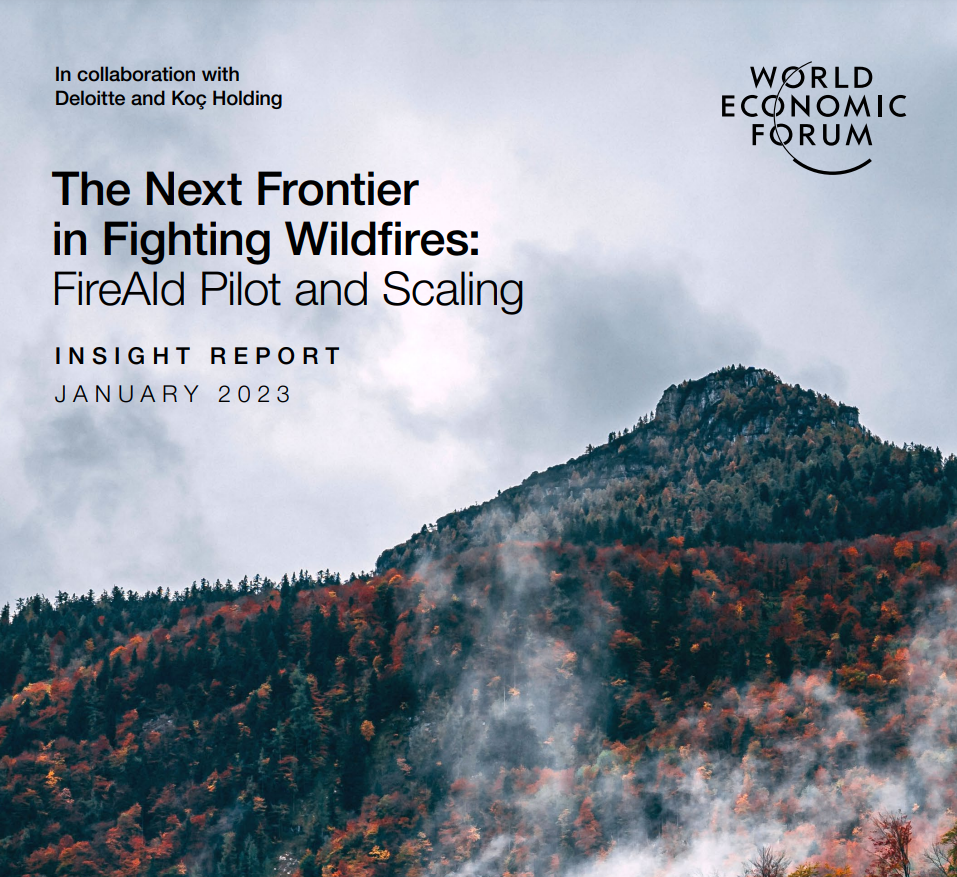 In collaboration with
Deloitte and Koç Holding
WORLD
ECONOMIC
FORUM
The Next Frontier
in Fighting Wildfires:
FireAId Pilot and Scaling
INSIGHT REPORT
JANUARY 2023